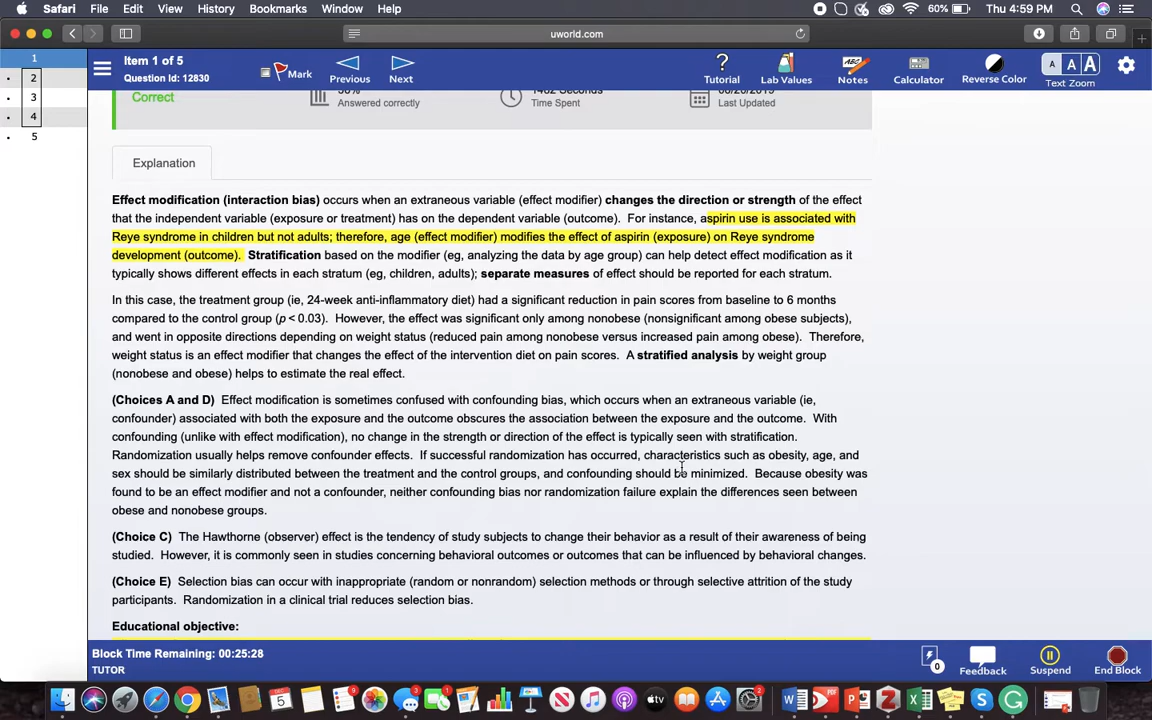 Safari File Edit View History Bookmarks Window Help
60% Thu 4:59 PM
uworld.com
Item 1 of 5
Question Id: 12830
Mark
Previous
Next
Tutorial
Lab Values
Notes
Calculator
Reverse Color
A A A
Text Zoom
1
2
3
4
5
Correct
Answered correctly
Time Spent
Last Updated
Explanation
Effect modification (interaction bias) occurs when an extraneous variable (effect modifier) changes the direction or strength of the effect
that the independent variable (exposure or treatment) has on the dependent variable (outcome). For instance, aspirin use is associated with
Reye syndrome in children but not adults; therefore, age (effect modifier) modifies the effect of aspirin (exposure) on Reye syndrome
development (outcome). Stratification based on the modifier (eg, analyzing the data by age group) can help detect effect modification as it
typically shows different effects in each stratum (eg, children, adults); separate measures of effect should be reported for each stratum.
In this case, the treatment group (ie, 24-week anti-inflammatory diet) had a significant reduction in pain scores from baseline to 6 months
compared to the control group (p < 0.03). However, the effect was significant only among nonobese (nonsignificant among obese subjects),
and went in opposite directions depending on weight status (reduced pain among nonobese versus increased pain among obese). Therefore,
weight status is an effect modifier that changes the effect of the intervention diet on pain scores. A stratified analysis by weight group
(nonobese and obese) helps to estimate the real effect.
(Choices A and D) Effect modification is sometimes confused with confounding bias, which occurs when an extraneous variable (ie,
confounder) associated with both the exposure and the outcome obscures the association between the exposure and the outcome. With
confounding (unlike with effect modification), no change in the strength or direction of the effect is typically seen with stratification.
Randomization usually helps remove confounder effects. If successful randomization has occurred, characteristics such as obesity, age, and
sex should be similarly distributed between the treatment and the control groups, and confounding should be minimized. Because obesity was
found to be an effect modifier and not a confounder, neither confounding bias nor randomization failure explain the differences seen between
obese and nonobese groups.
(Choice C) The Hawthorne (observer) effect is the tendency of study subjects to change their behavior as a result of their awareness of being
studied. However, it is commonly seen in studies concerning behavioral outcomes or outcomes that can be influenced by behavioral changes.
(Choice E) Selection bias can occur with inappropriate (random or nonrandom) selection methods or through selective attrition of the study
participants. Randomization in a clinical trial reduces selection bias.
Educational objective:
Block Time Remaining: 00:25:28
TUTOR
0
Feedback
Suspend
End Block